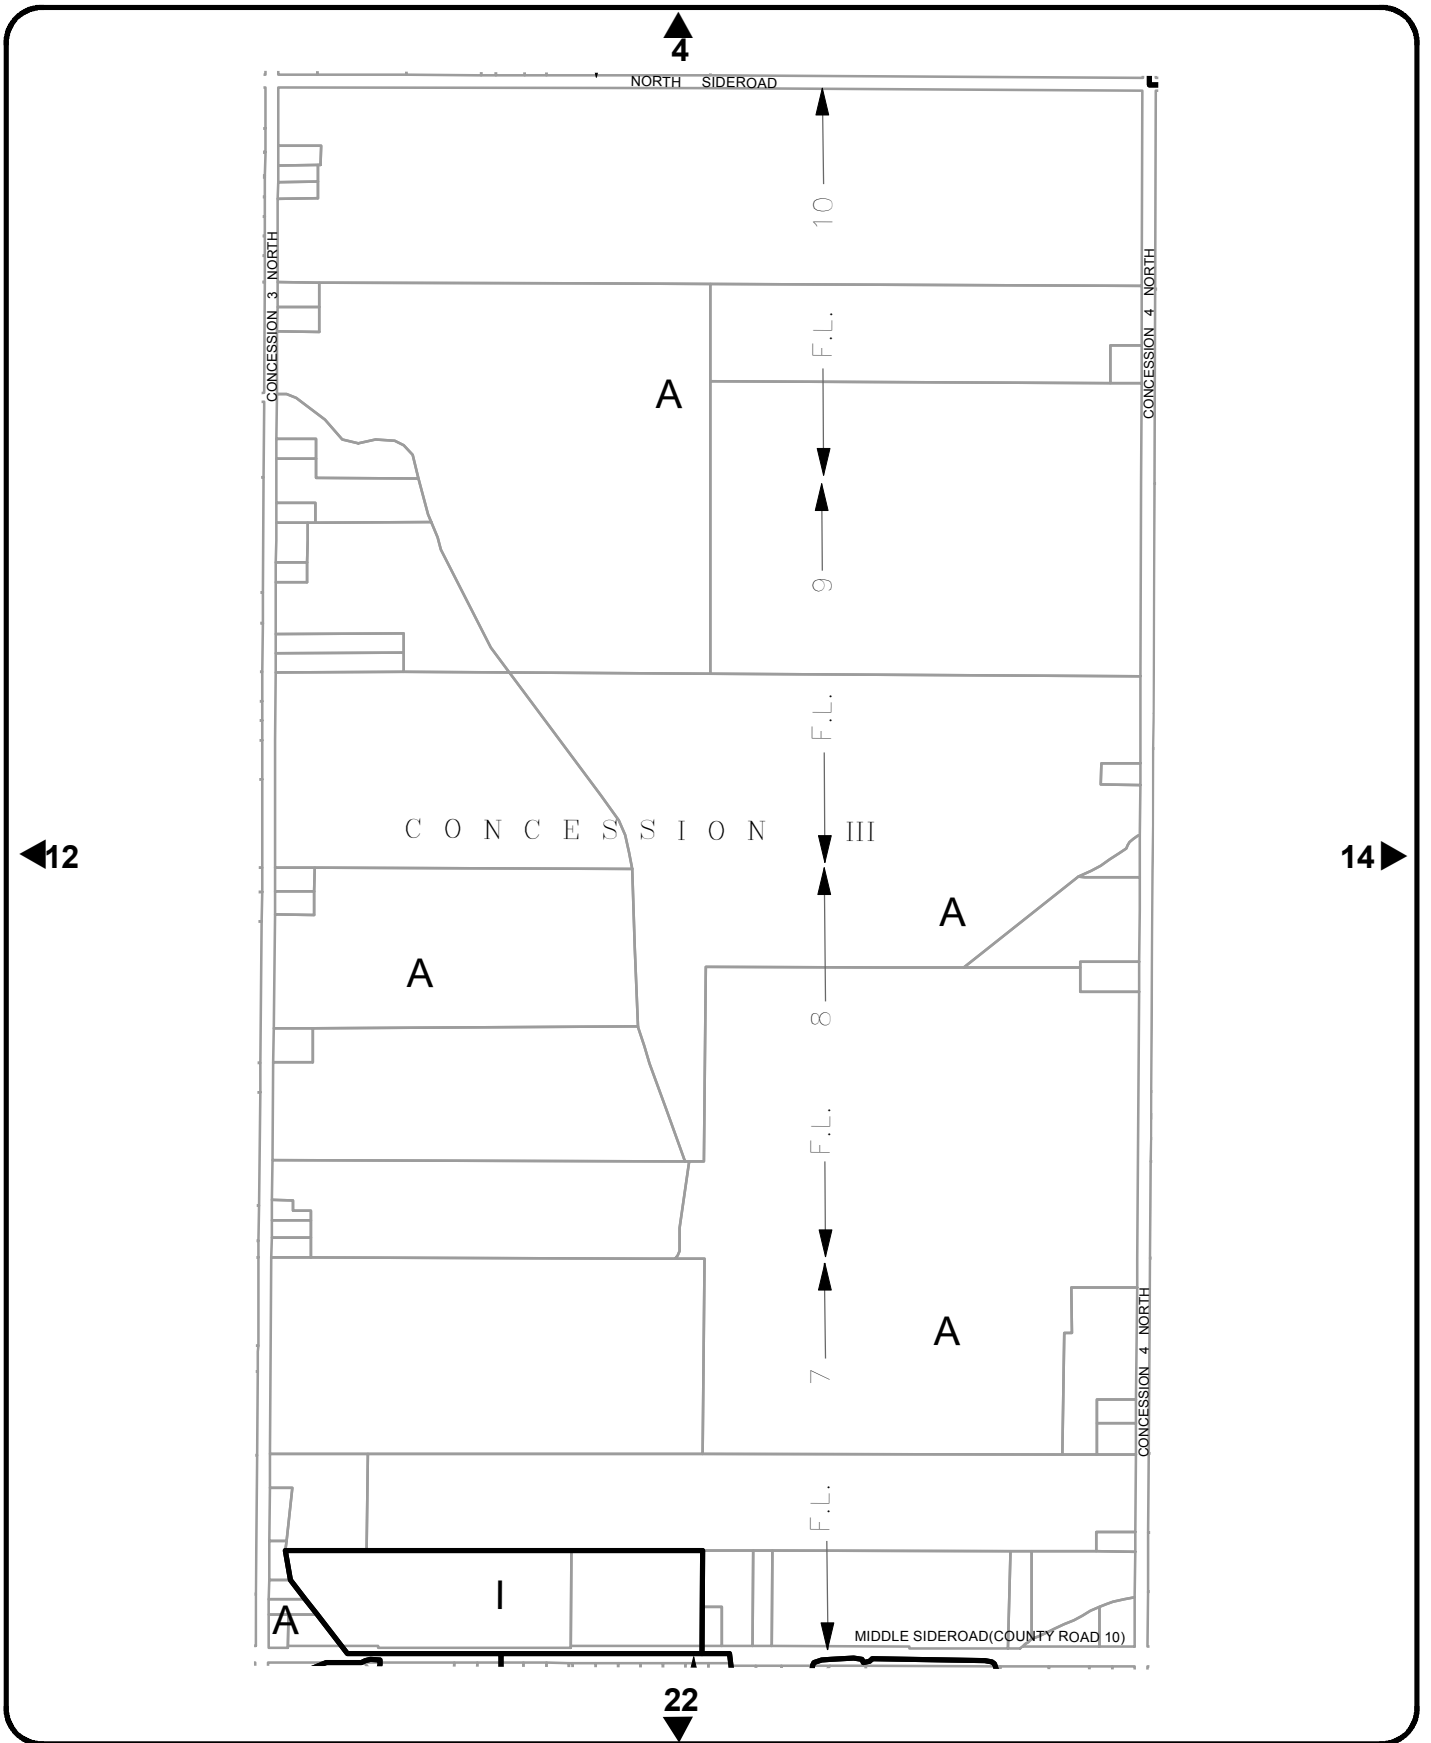 4
NORTH SIDEROAD
10
CONCESSION 3 NORTH
CONCESSION 4 NORTH
F.L.
A
9
F.L.
CONCESSION III
12
14
A
A
8
F.L.
A
7
CONCESSION 4 NORTH
F.L.
I
A
MIDDLE SIDEROAD(COUNTY ROAD 10)
22